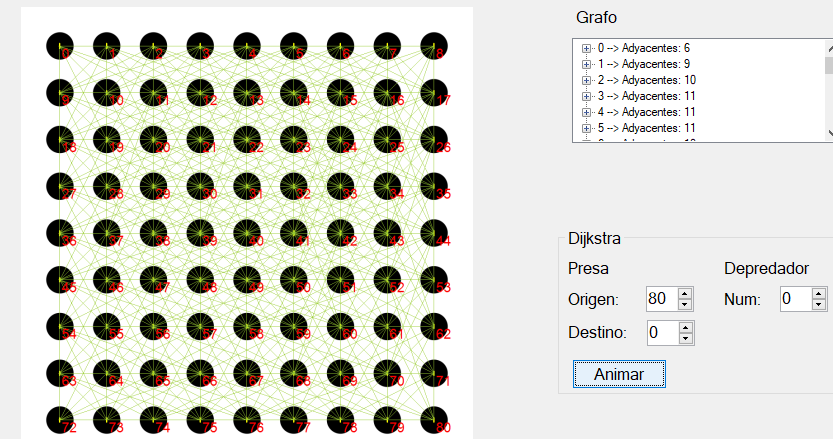 Grafo
0 --> Adyacentes: 6
1 --> Adyacentes: 9
2 --> Adyacentes: 10
3 --> Adyacentes: 11
4 --> Adyacentes: 11
5 --> Adyacentes: 11
0 1 2 3 4 5 6 7 8
9 10 11 12 13 14 15 16 17
18 19 20 21 22 23 24 25 26
27 28 29 30 31 32 33 34 35
36 37 38 39 40 41 42 43 44
45 46 47 48 49 50 51 52 53
54 55 56 57 58 59 60 61 62
63 64 65 66 67 68 69 70 71
72 73 74 75 76 77 78 79 80
Dijkstra
Presa Depredador
Origen: 80 Num: 0
Destino: 0
Animar